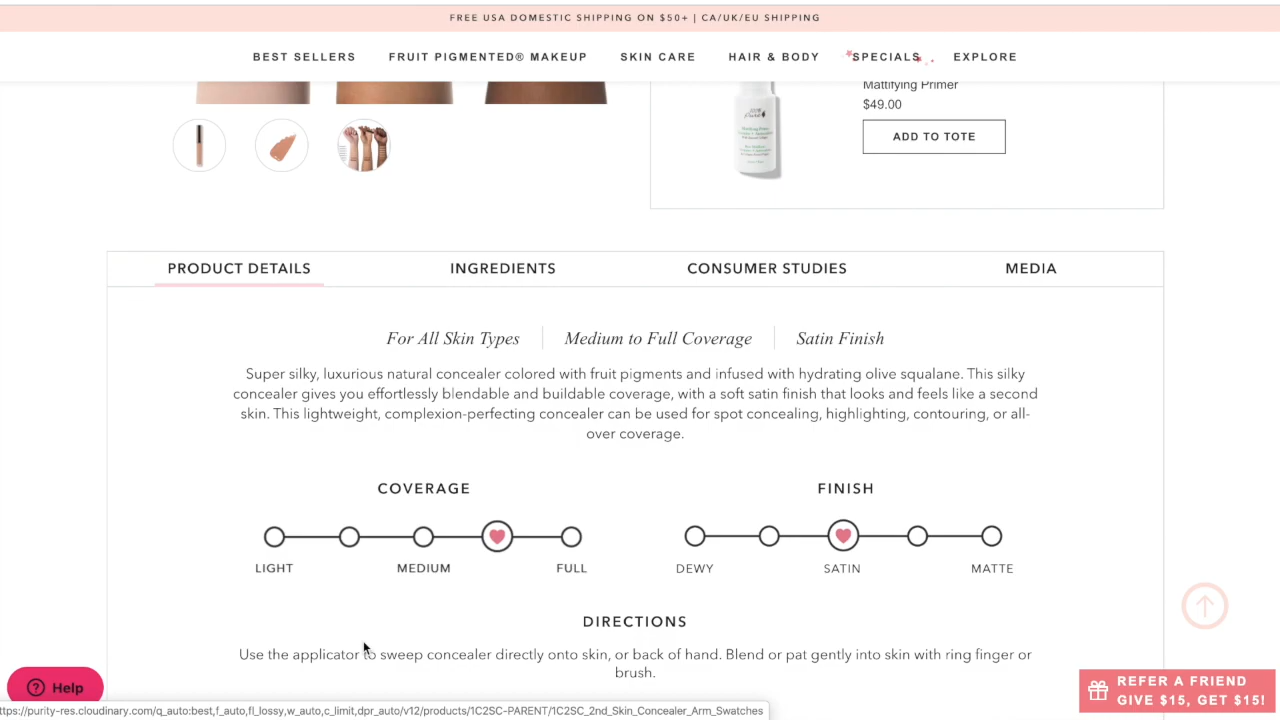 FREE USA DOMESTIC SHIPPING ON $50+ | CA/UK/EU SHIPPING
BEST SELLERS FRUIT PIGMENTED® MAKEUP SKIN CARE HAIR & BODY SPECIALS EXPLORE
Mattifying Primer
$49.00
ADD TO TOTE
PRODUCT DETAILS INGREDIENTS CONSUMER STUDIES MEDIA
For All Skin Types Medium to Full Coverage Satin Finish
Super silky, luxurious natural concealer colored with fruit pigments and infused with hydrating olive squalane. This silky
concealer gives you effortlessly blendable and buildable coverage, with a soft satin finish that looks and feels like a second
skin. This lightweight, complexion-perfecting concealer can be used for spot concealing, highlighting, contouring, or all-
over coverage.
COVERAGE FINISH
LIGHT MEDIUM FULL DEWY SATIN MATTE
DIRECTIONS
Use the applicator to sweep concealer directly onto skin, or back of hand. Blend or pat gently into skin with ring finger or
brush.
Help
REFER A FRIEND
GIVE $15, GET $15!
ttps://purity-res.cloudinary.com/q_auto:best,f_auto,fl_lossy,w_auto,c_limit,dpr_auto/v12/products/1C2SC-PARENT/1C2SC_2nd_Skin_Concealer_Arm_Swatches